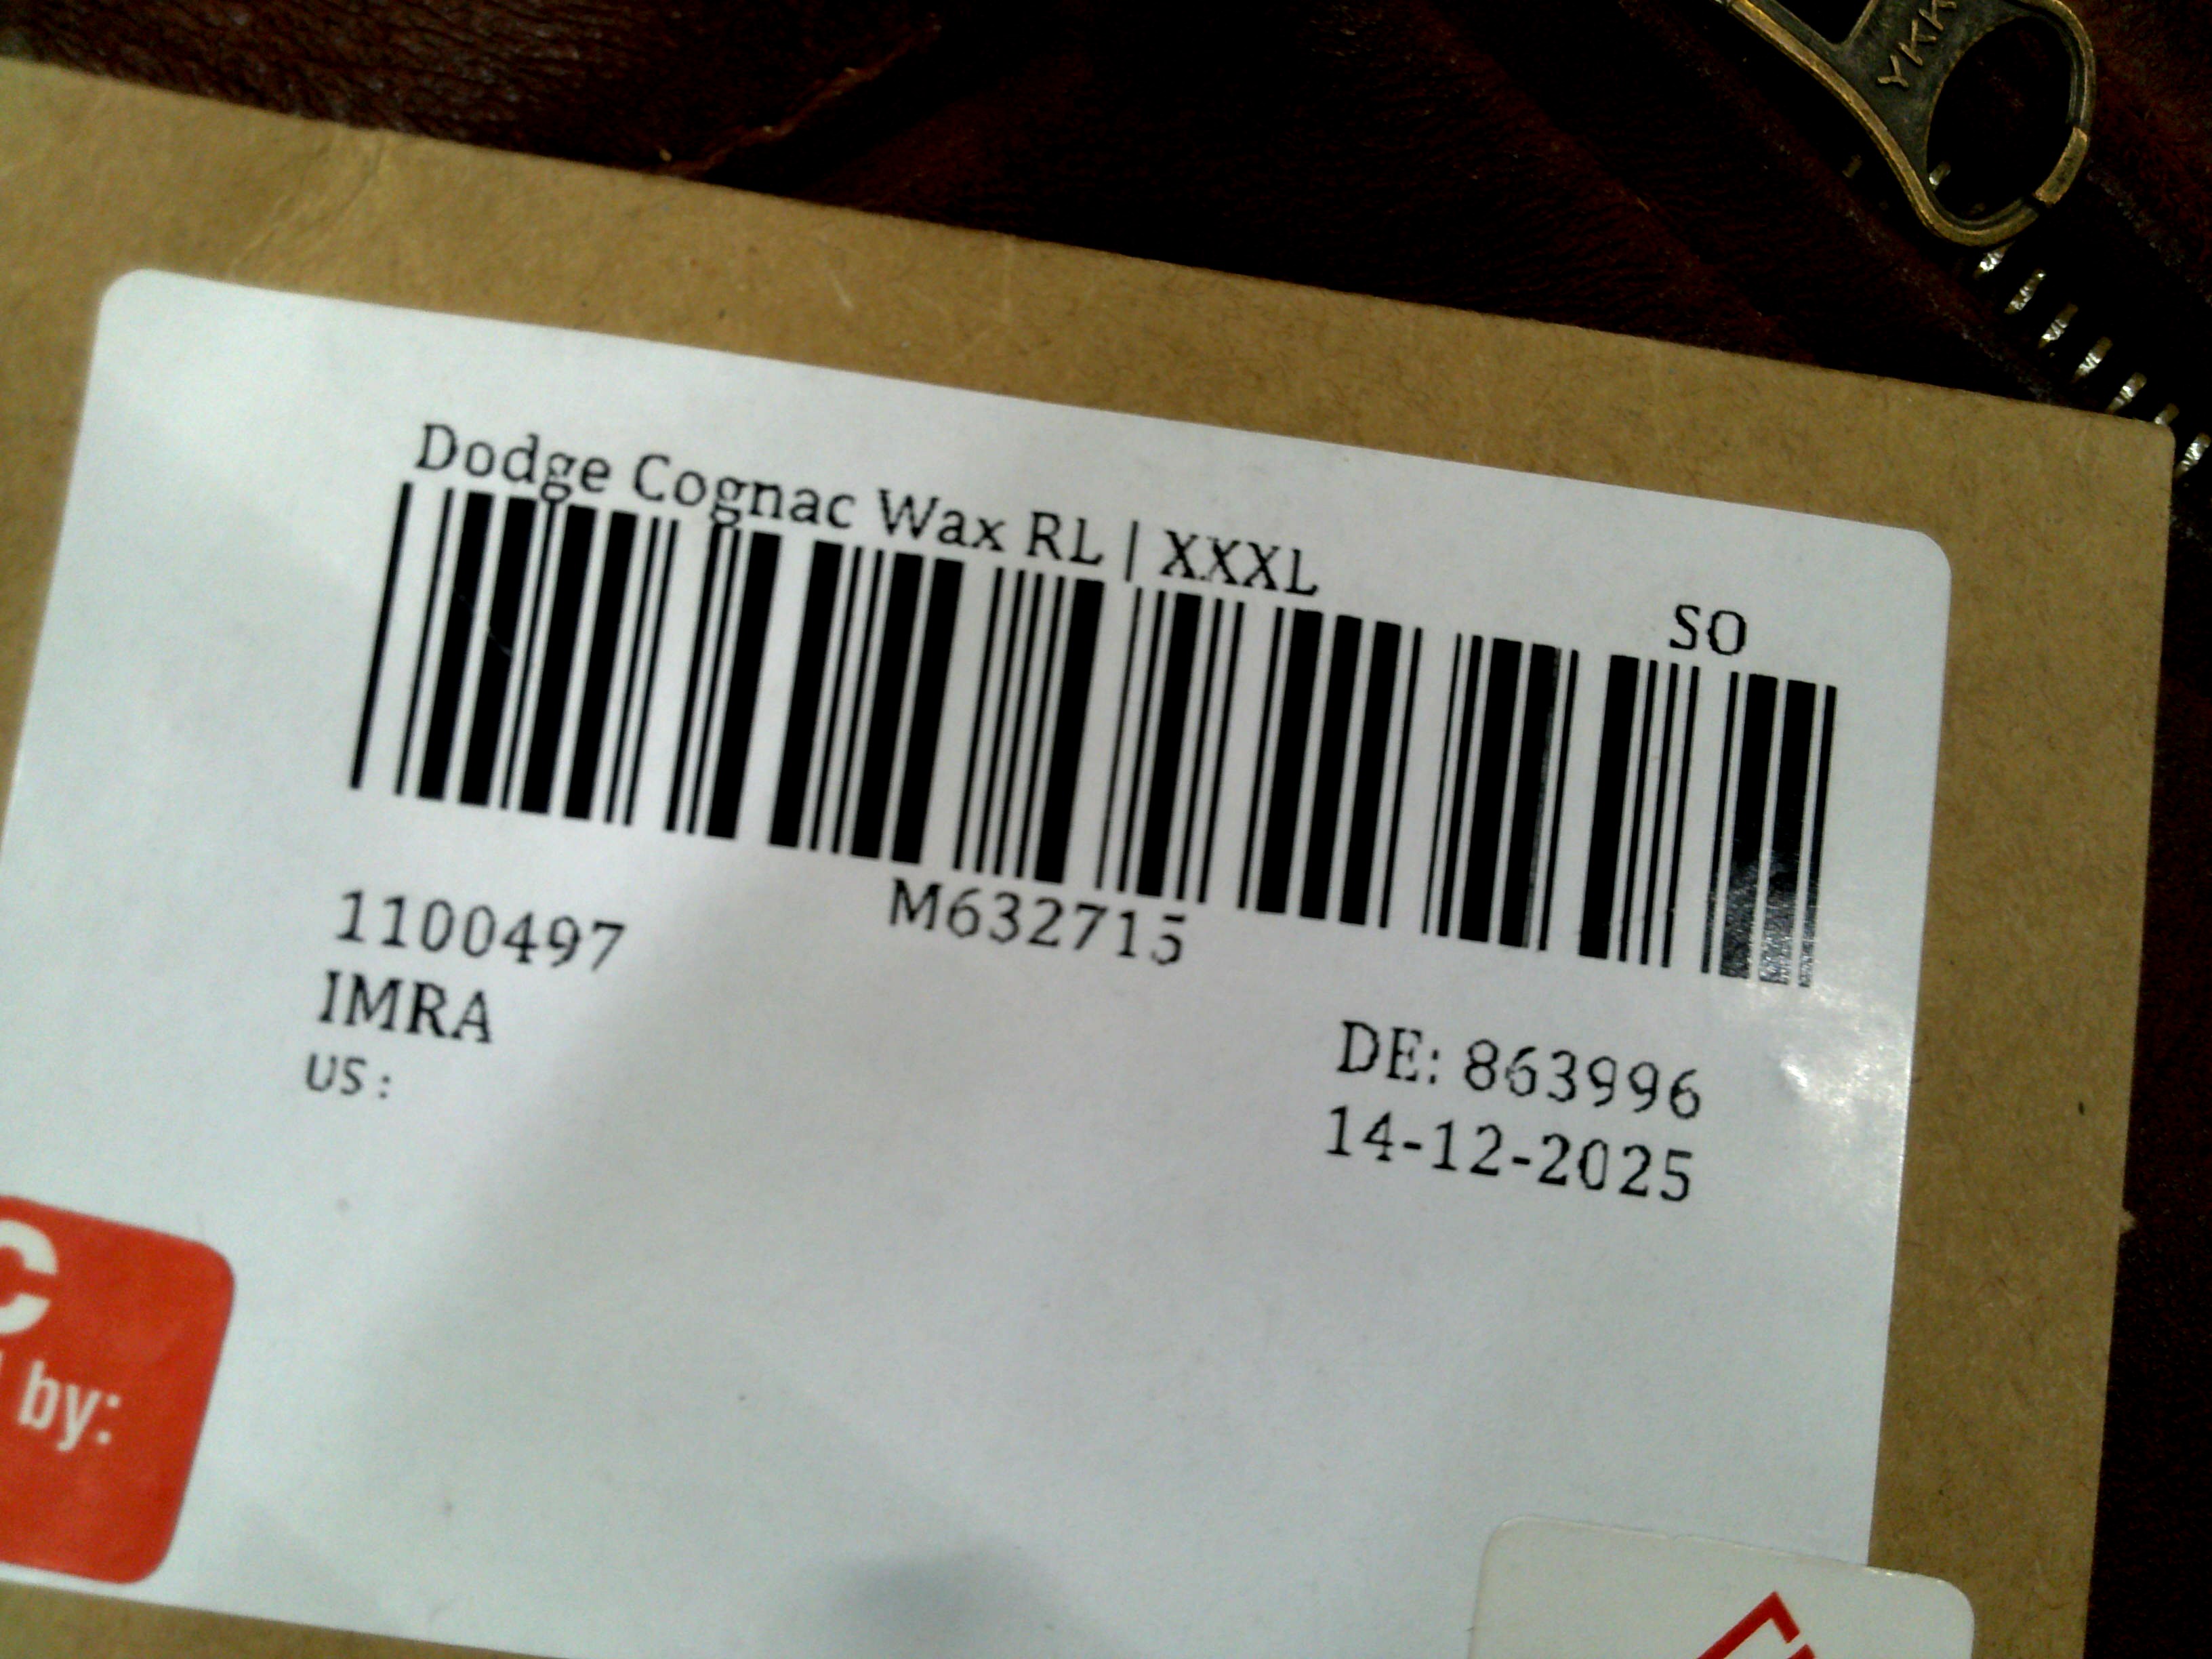 YKK
Dodge Cognac Wax RL | XXXL
SO
M632715
1100497
IMRA
US:
DE: 863996
14-12-2025
C
by: